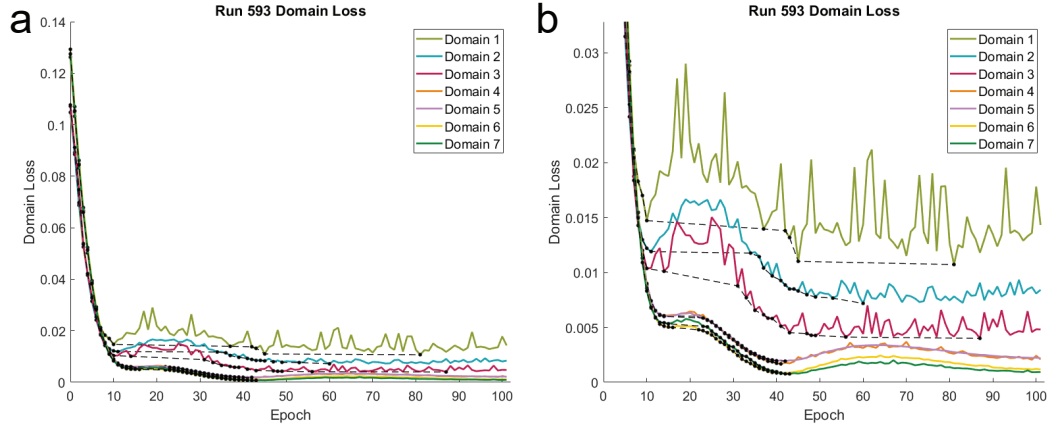 a
Run 593 Domain Loss
0.14
0.12
0.1
0.08
0.06
0.04
0.02
0
Domain Loss
0 10 20 30 40 50 60 70 80 90 100
Epoch
Domain 1
Domain 2
Domain 3
Domain 4
Domain 5
Domain 6
Domain 7
b
Run 593 Domain Loss
0.03
0.025
0.02
0.015
0.01
0.005
0
Domain Loss
0 10 20 30 40 50 60 70 80 90 100
Epoch
Domain 1
Domain 2
Domain 3
Domain 4
Domain 5
Domain 6
Domain 7